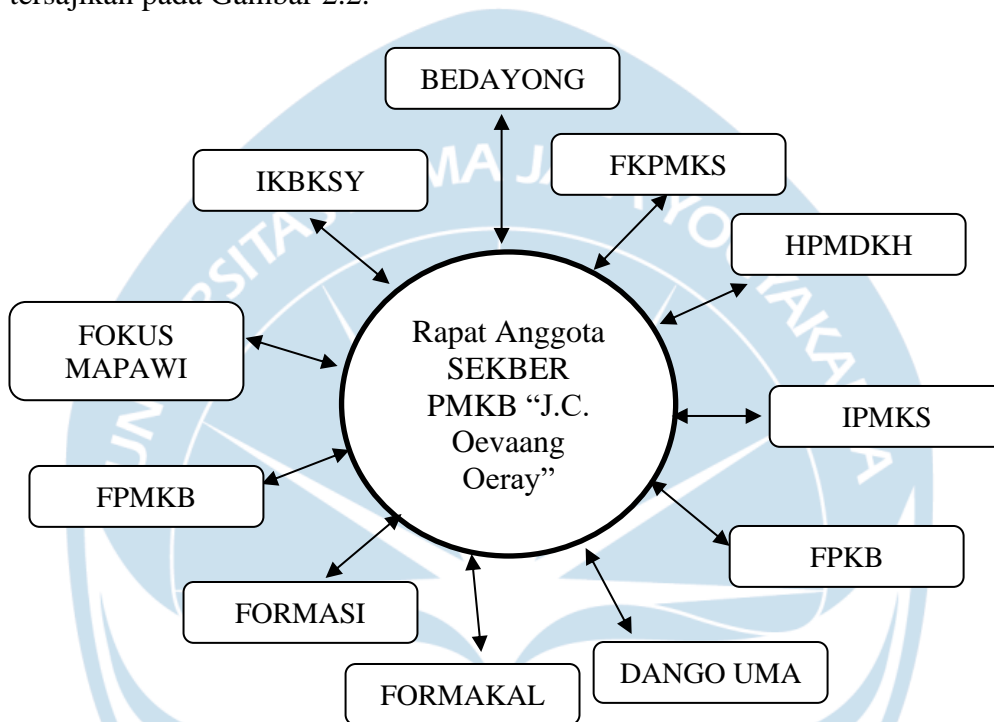 tersajikan pada Gambar 2.2.
BEDAYONG
IKBKSY
FKPMKS
HPMDKH
FOKUS
MAPAWI
Rapat Anggota
SEKBER
PMKB “J.C.
Oevaang
Oeray”
IPMKS
FPMKB
FPKB
FORMASI
DANGO UMA
FORMAKAL